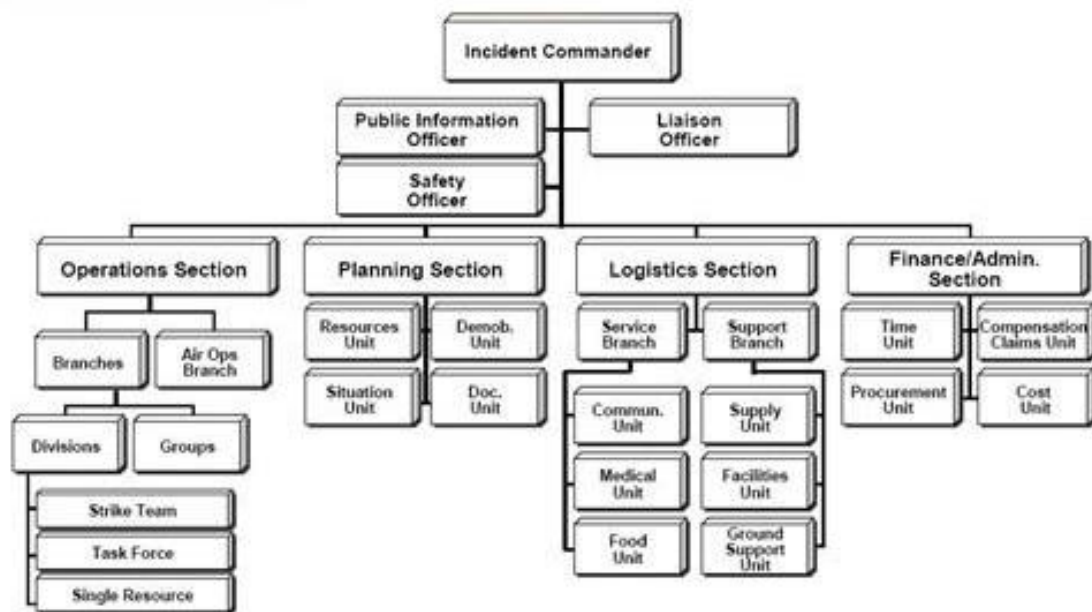 Incident Commander
Public Information
Officer
Liaison
Officer
Safety
Officer
Operations Section
Planning Section
Logistics Section
Finance/Admin.
Section
Branches
Air Ops
Branch
Divisions
Groups
Strike Team
Task Force
Single Resource
Resources
Unit
Demob.
Unit
Situation
Unit
Doc.
Unit
Service
Branch
Support
Branch
Commun.
Unit
Supply
Unit
Medical
Unit
Facilities
Unit
Food
Unit
Ground
Support
Unit
Time
Unit
Compensation
Claims Unit
Procurement
Unit
Cost
Unit